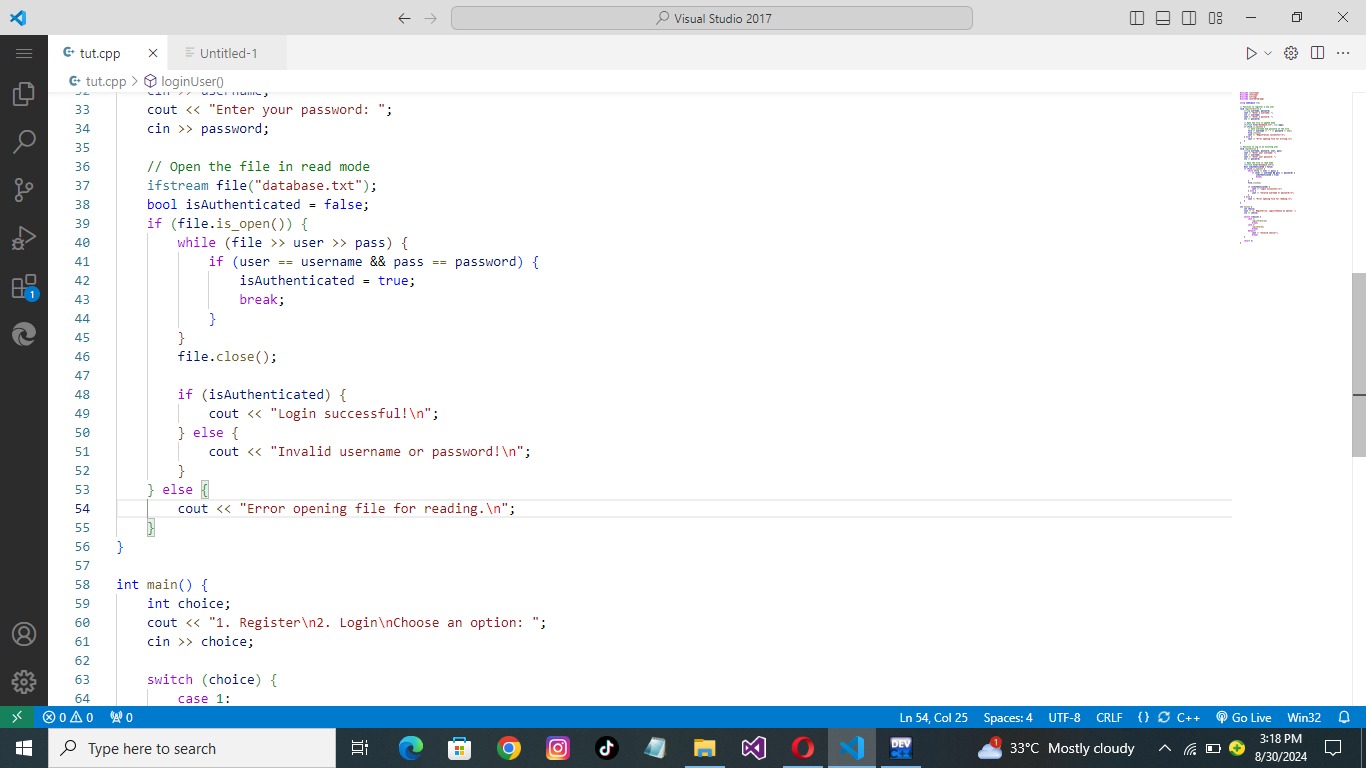 Visual Studio 2017
tut.cpp
Untitled-1
tut.cpp > loginUser()
32 cin >> username;
33 cout << "Enter your password: ";
34 cin >> password;
35
36 // Open the file in read mode
37 ifstream file("database.txt");
38 bool isAuthenticated = false;
39 if (file.is_open()) {
40 while (file >> user >> pass) {
41 if (user == username && pass == password) {
42 isAuthenticated = true;
43 break;
44 }
45 }
46 file.close();
47
48 if (isAuthenticated) {
49 cout << "Login successful!\n";
50 } else {
51 cout << "Invalid username or password!\n";
52 }
53 } else {
54 cout << "Error opening file for reading.\n";
55 }
56 }
57
58 int main() {
59 int choice;
60 cout << "1. Register\n2. Login\nChoose an option: ";
61 cin >> choice;
62
63 switch (choice) {
64 case 1:
1
0 0 0
Ln 54, Col 25 Spaces: 4 UTF-8 CRLF {} C++ Go Live Win32
Type here to search
DEV
1
33°C Mostly cloudy
3:18 PM
8/30/2024